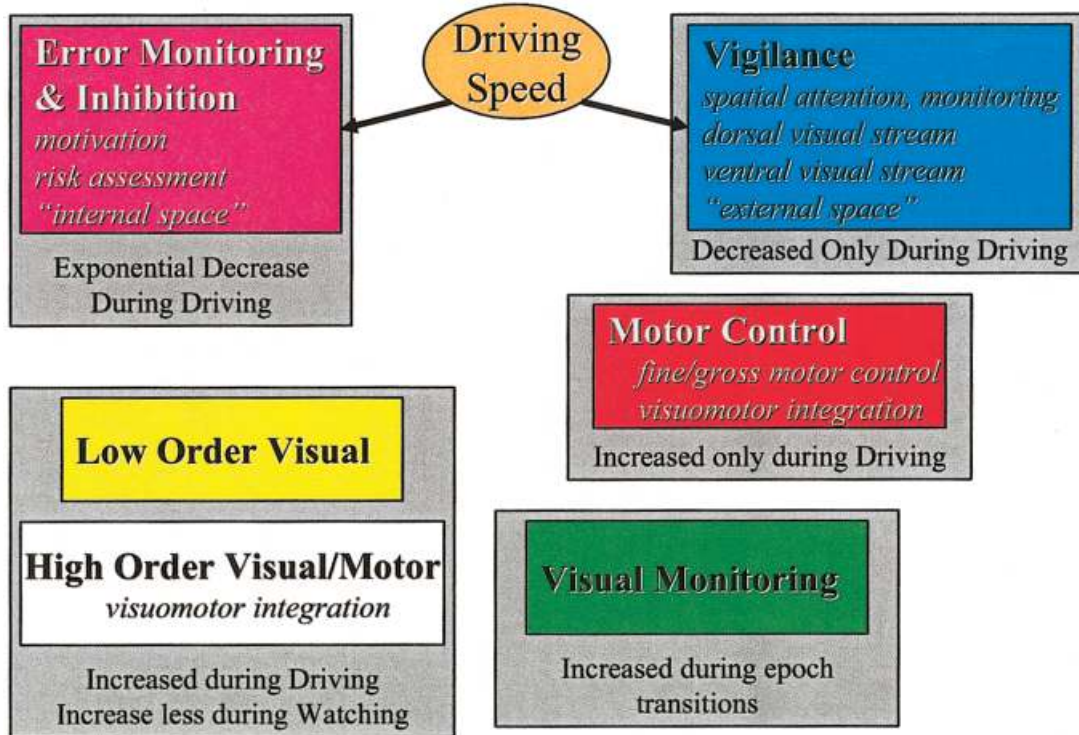 Error Monitoring
& Inhibition
motivation
risk assessment
“internal space”
Exponential Decrease
During Driving
Driving
Speed
Vigilance
spatial attention, monitoring
dorsal visual stream
ventral visual stream
“external space”
Decreased Only During Driving
Motor Control
fine/gross motor control
visuomotor integration
Increased only during Driving
Low Order Visual
High Order Visual/Motor
visuomotor integration
Increased during Driving
Increase less during Watching
Visual Monitoring
Increased during epoch
transitions